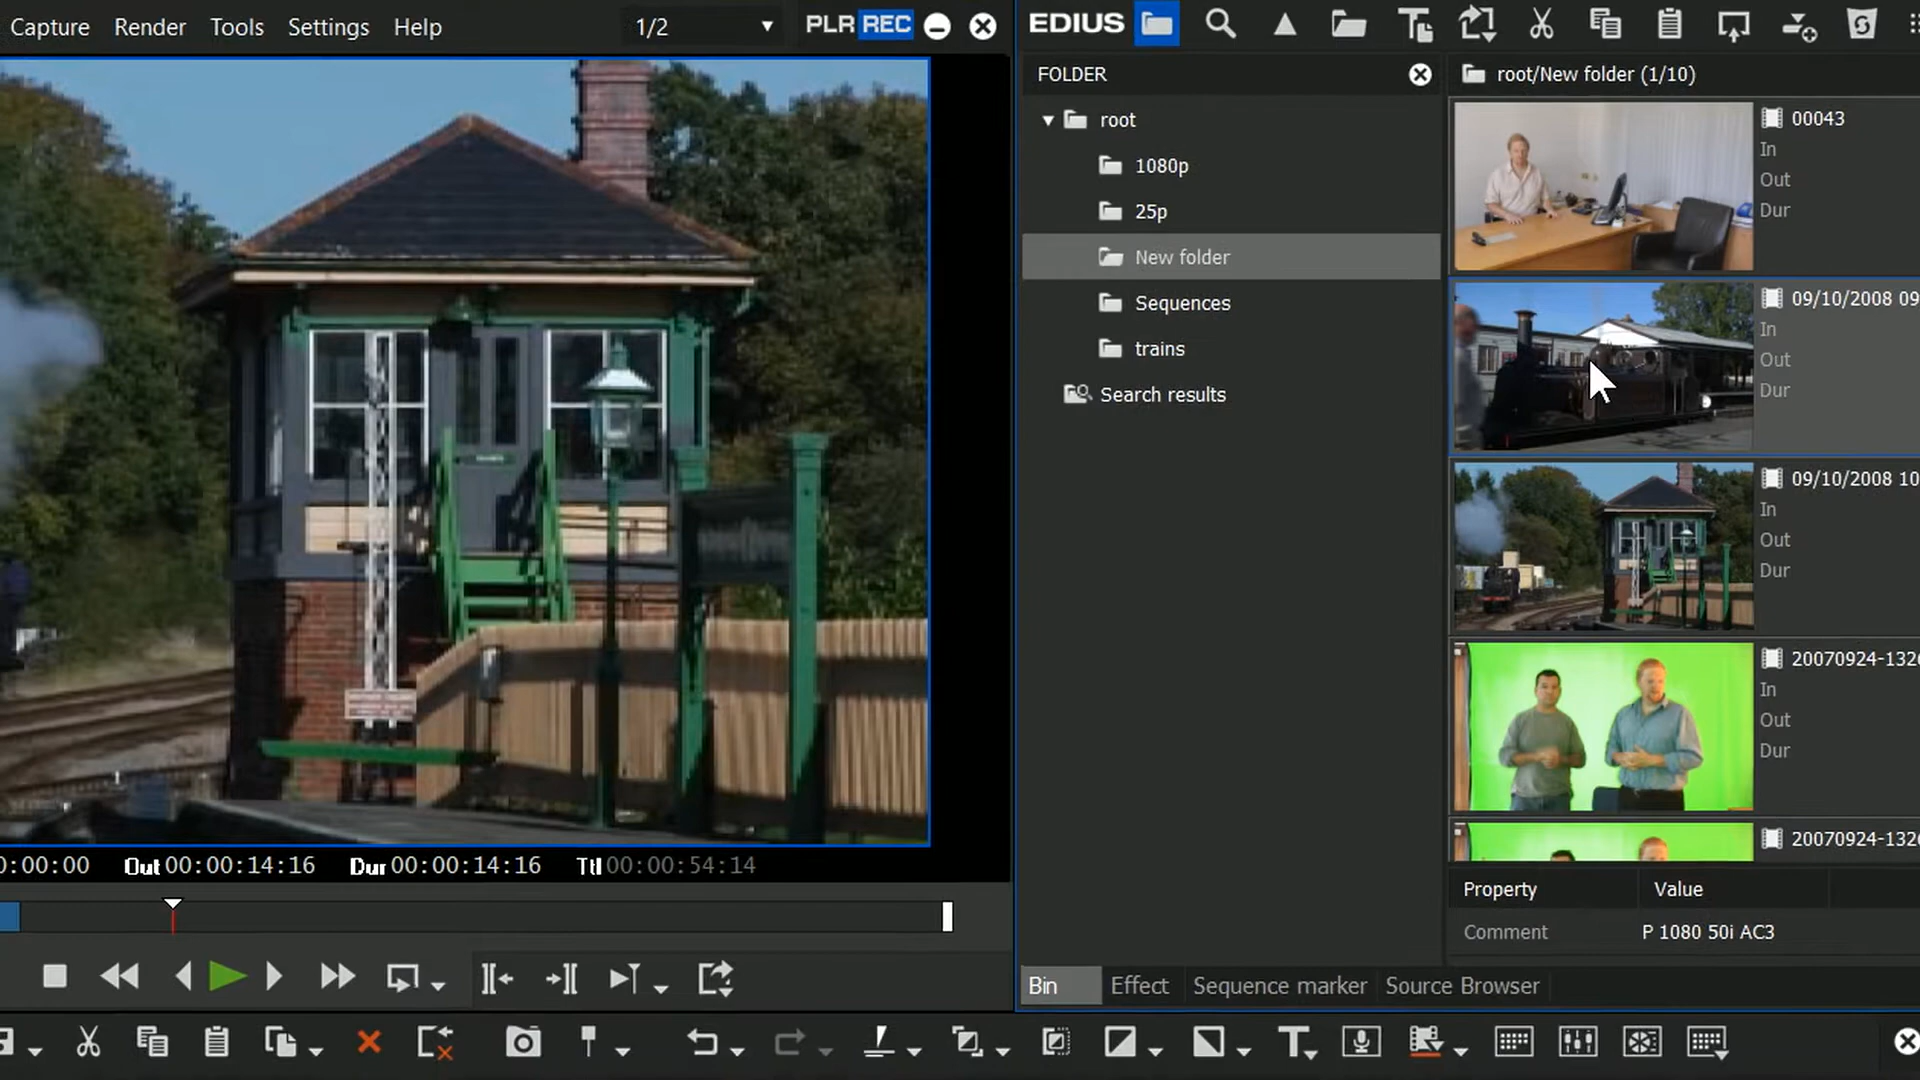 Capture Render Tools Settings Help 1/2 PLR REC
EDIUS
FOLDER
root
1080p
25p
New folder
Sequences
trains
Search results
root/New folder (1/10)
00043
In
Out
Dur
09/10/2008 09
In
Out
Dur
09/10/2008 10
In
Out
Dur
20070924-132
In
Out
Dur
20070924-132
Property Value
Comment P 1080 50i AC3
0:00:00 Out 00:00:14:16 Dur 00:00:14:16 Ttl 00:00:54:14
Bin Effect Sequence marker Source Browser